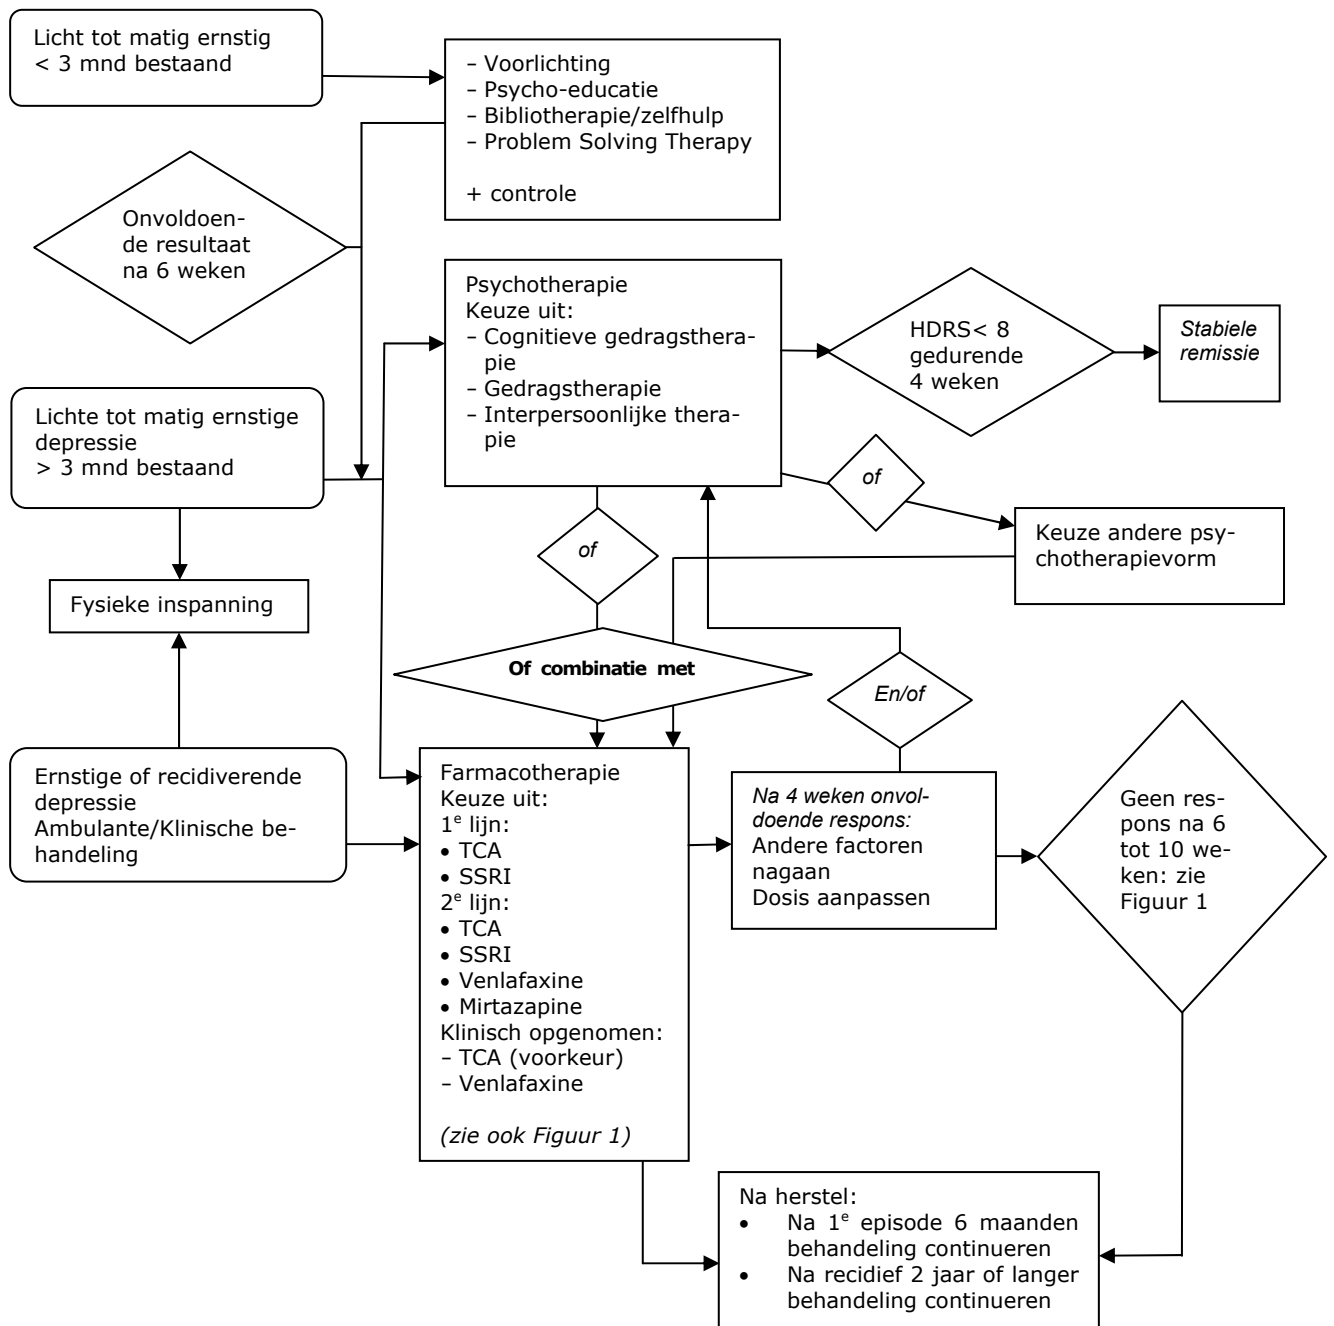 Licht tot matig ernstig
< 3 mnd bestaand
– Voorlichting
– Psycho-educatie
– Bibliotherapie/zelfhulp
– Problem Solving Therapy
+ controle
Onvoldoen-
de resultaat
na 6 weken
Psychotherapie
Keuze uit:
– Cognitieve gedragsthera-
pie
– Gedragstherapie
– Interpersoonlijke thera-
pie
HDRS< 8
gedurende
4 weken
Stabiele
remissie
Lichte tot matig ernstige
depressie
> 3 mnd bestaand
of
of
Keuze andere psy-
chotherapievorm
Fysieke inspanning
Of combinatie met
En/of
Ernstige of recidiverende
depressie
Ambulante/Klinische be-
handeling
Farmacotherapie
Keuze uit:
1e lijn:
• TCA
• SSRI
2e lijn:
• TCA
• SSRI
• Venlafaxine
• Mirtazapine
Klinisch opgenomen:
– TCA (voorkeur)
– Venlafaxine
(zie ook Figuur 1)
Na 4 weken onvol-
doende respons:
Andere factoren
nagaan
Dosis aanpassen
Geen res-
pons na 6
tot 10 we-
ken: zie
Figuur 1
Na herstel:
• Na 1e episode 6 maanden
behandeling continueren
• Na recidief 2 jaar of langer
behandeling continueren